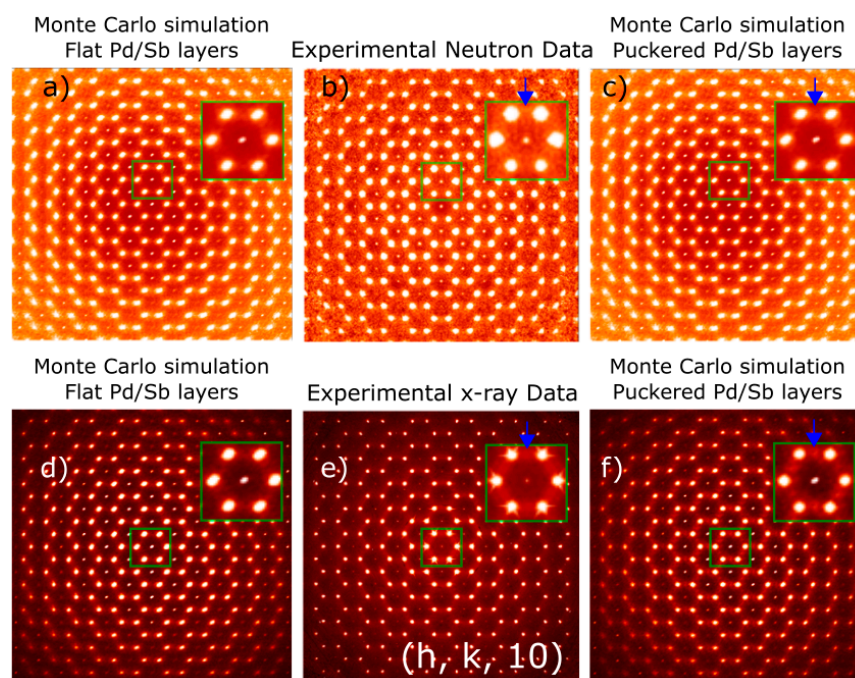 Monte Carlo simulation
Flat Pd/Sb layers
Experimental Neutron Data
Monte Carlo simulation
Puckered Pd/Sb layers
a)
b)
c)
Monte Carlo simulation
Flat Pd/Sb layers
Experimental x-ray Data
Monte Carlo simulation
Puckered Pd/Sb layers
d)
e)
f)
(h, k, 10)